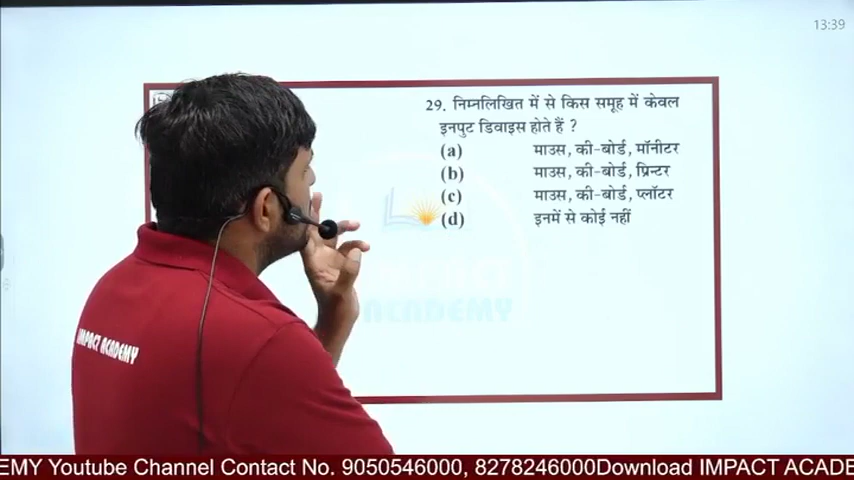 13:39
29. निम्नलिखित में से किस समूह में केवल
इनपुट डिवाइस होते हैं ?
(a) माउस, की-बोर्ड, मॉनीटर
(b) माउस, की-बोर्ड, प्रिन्टर
(c) माउस, की-बोर्ड, प्लॉटर
(d) इनमें से कोई नहीं
ACADEMY
IMPACT ACADEMY
EMY Youtube Channel Contact No. 9050546000, 8278246000Download IMPACT ACADE